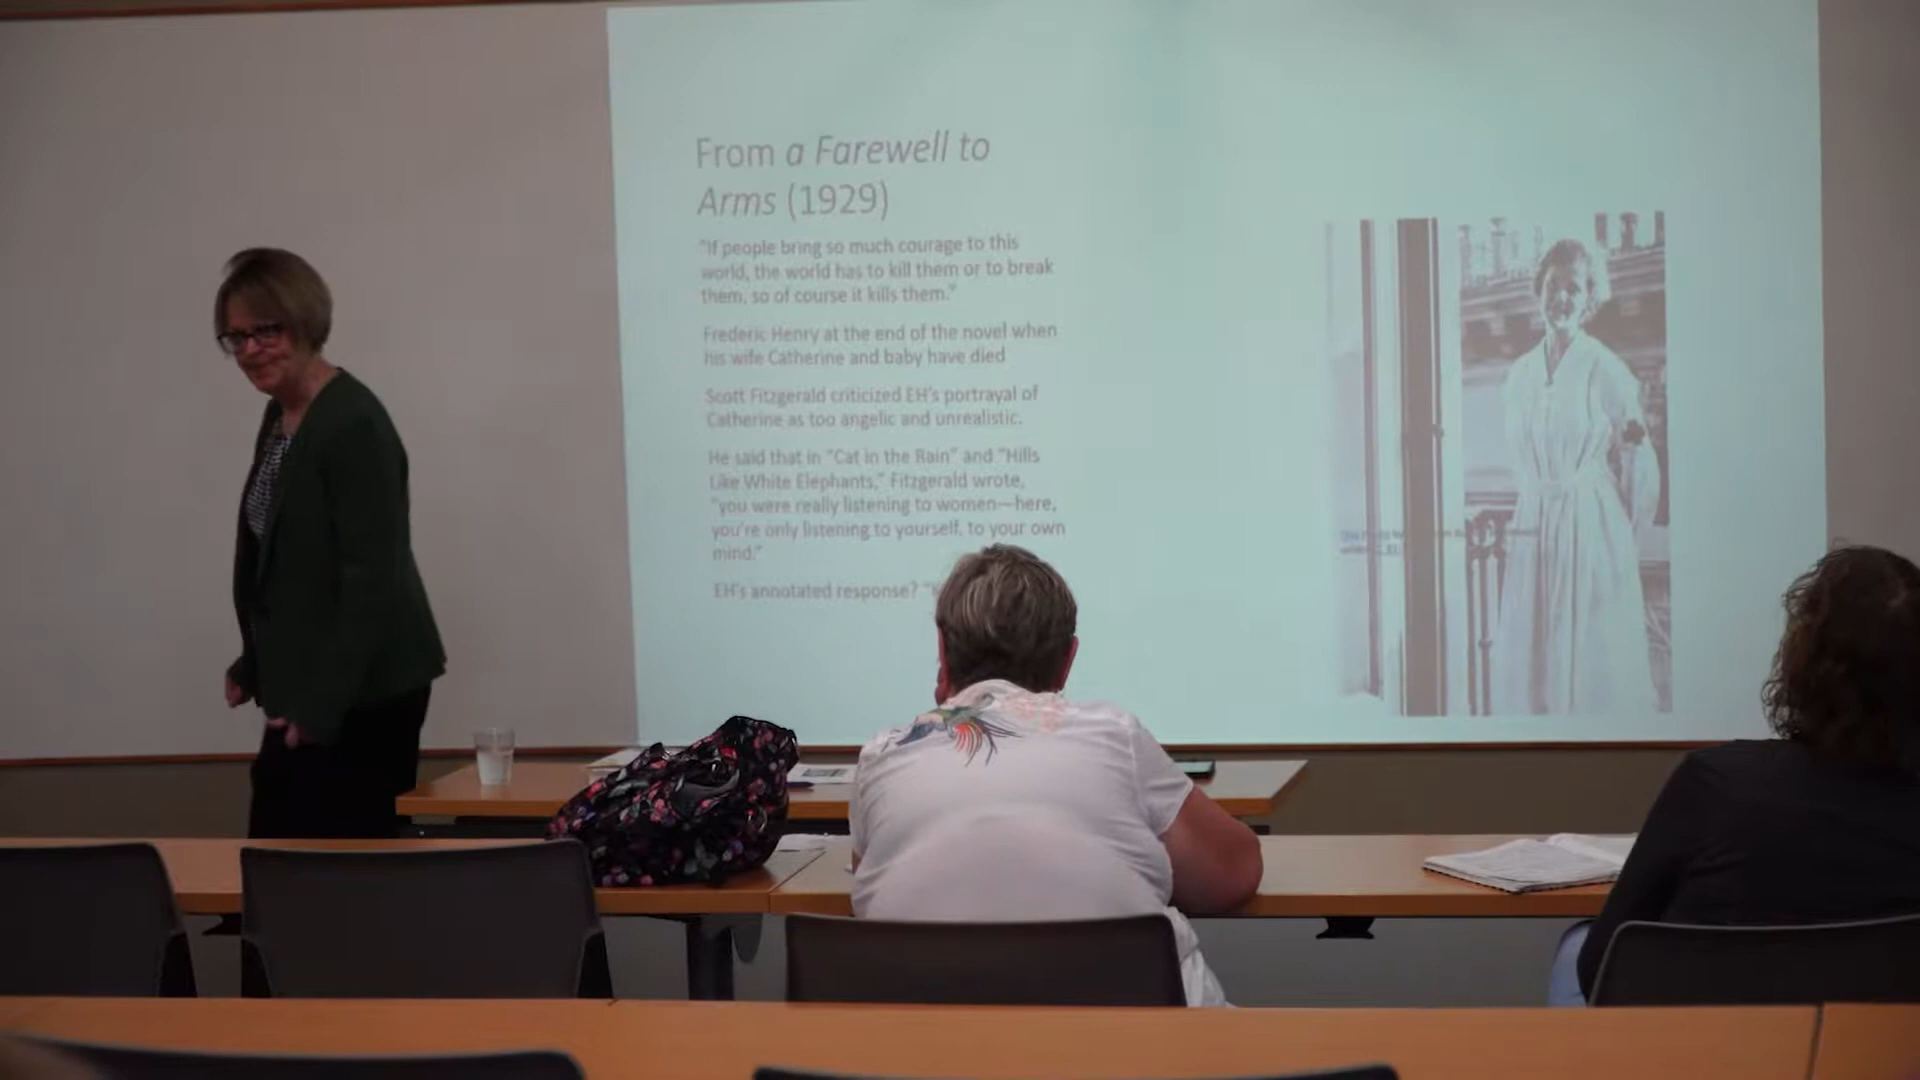 From a Farewell to
Arms (1929)
"If people bring so much courage to this
world, the world has to kill them or to break
them, so of course it kills them."
Frederic Henry at the end of the novel when
his wife Catherine and baby have died
Scott Fitzgerald criticized EH's portrayal of
Catherine as too angelic and unrealistic.
He said that in "Cat in the Rain" and "Hills
Like White Elephants," Fitzgerald wrote,
"you were really listening to women—here,
you're only listening to yourself, to your own
mind."
EH's annotated response?